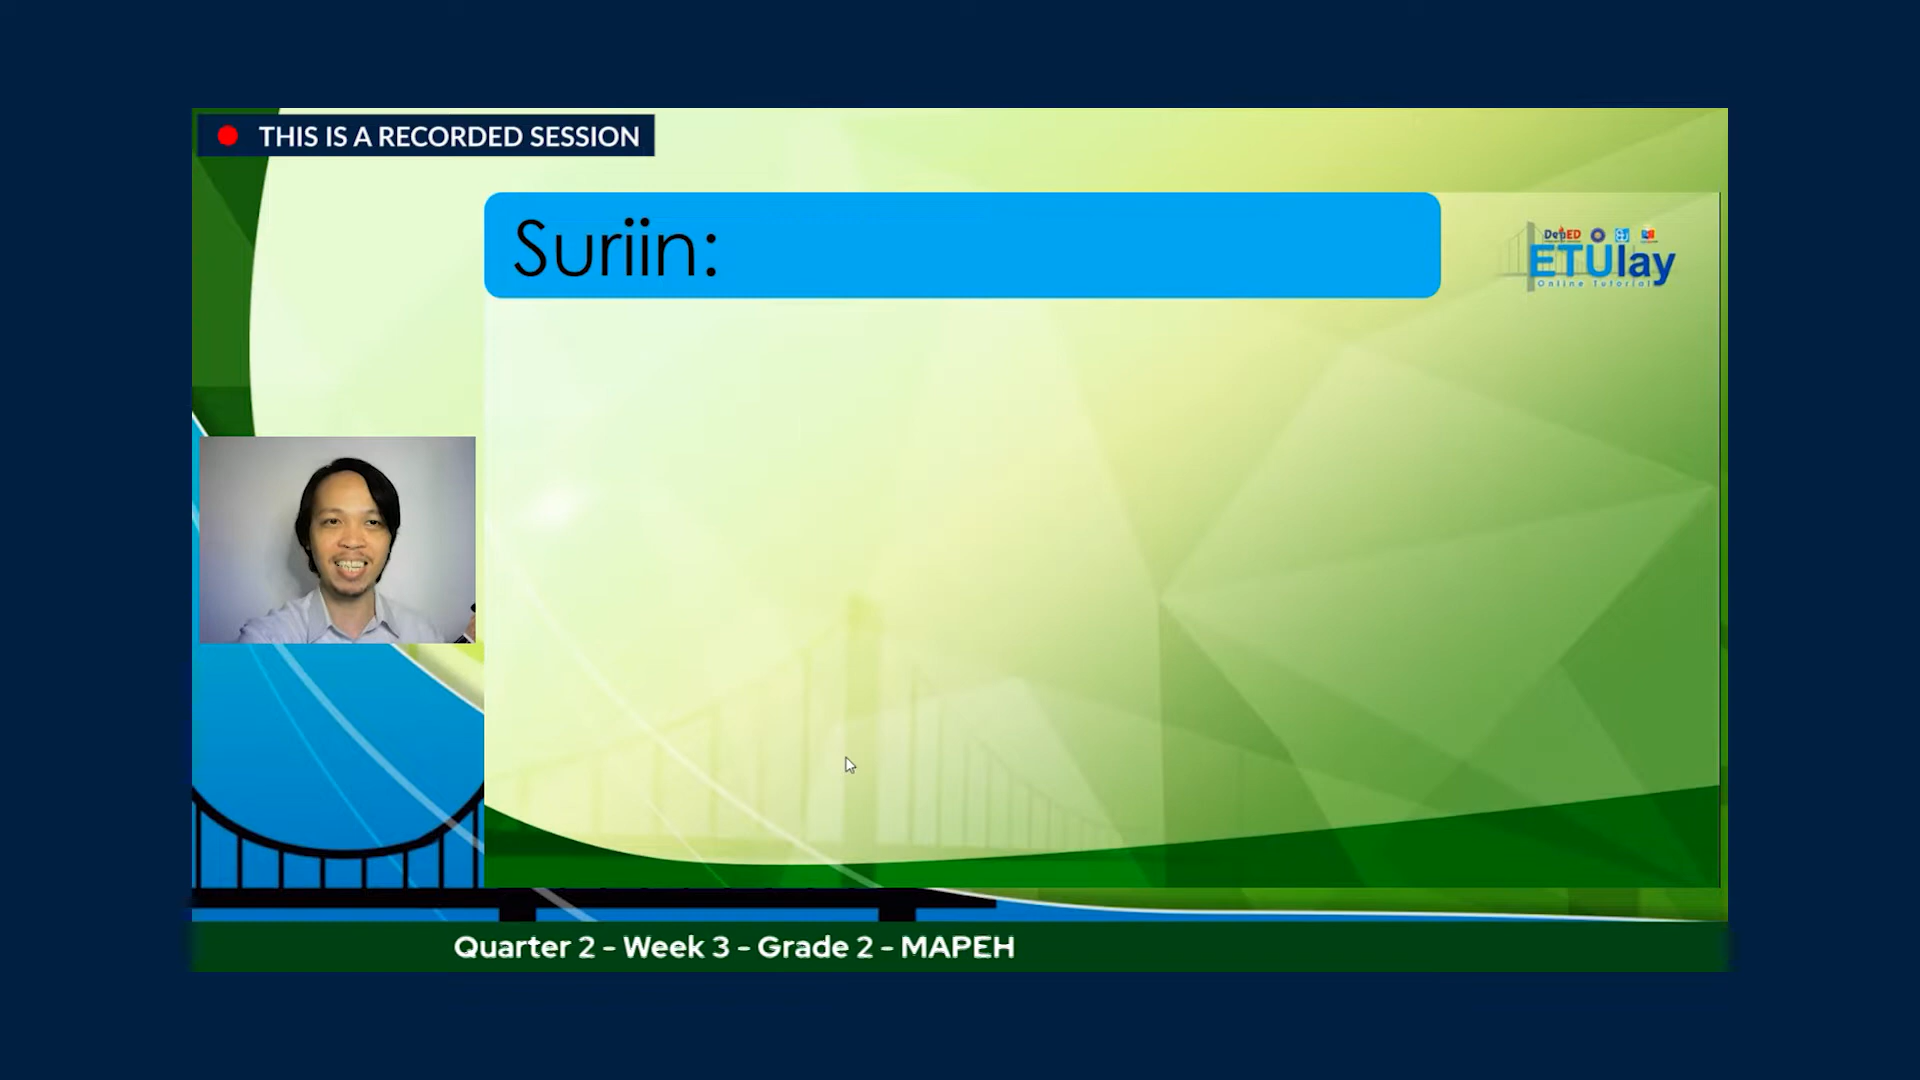 THIS IS A RECORDED SESSION
Suriin:
DepED
ETUlay
Online Tutorial
Quarter 2 - Week 3 - Grade 2 - MAPEH